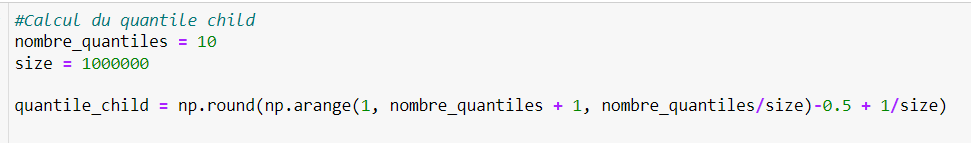 #Calcul du quantile child
nombre_quantiles = 10
size = 1000000
quantile_child = np.round(np.arange(1, nombre_quantiles + 1, nombre_quantiles/size)-0.5 + 1/size)